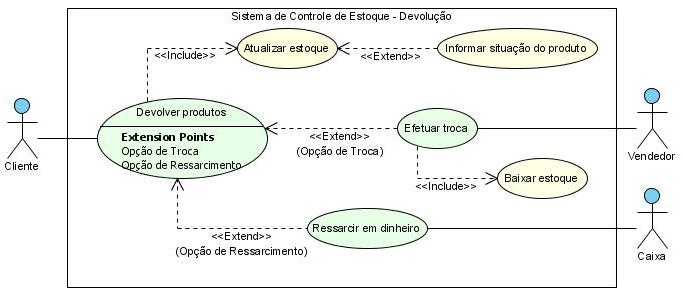 Sistema de Controle de Estoque - Devolução
Atualizar estoque
Informar situação do produto
<<Include>>
<<Extend>>
Devolver produtos
Extension Points
Opção de Troca
Opção de Ressarcimento
<<Extend>>
(Opção de Troca)
Efetuar troca
Cliente
Vendedor
<<Include>>
Baixar estoque
<<Extend>>
(Opção de Ressarcimento)
Ressarcir em dinheiro
Caixa